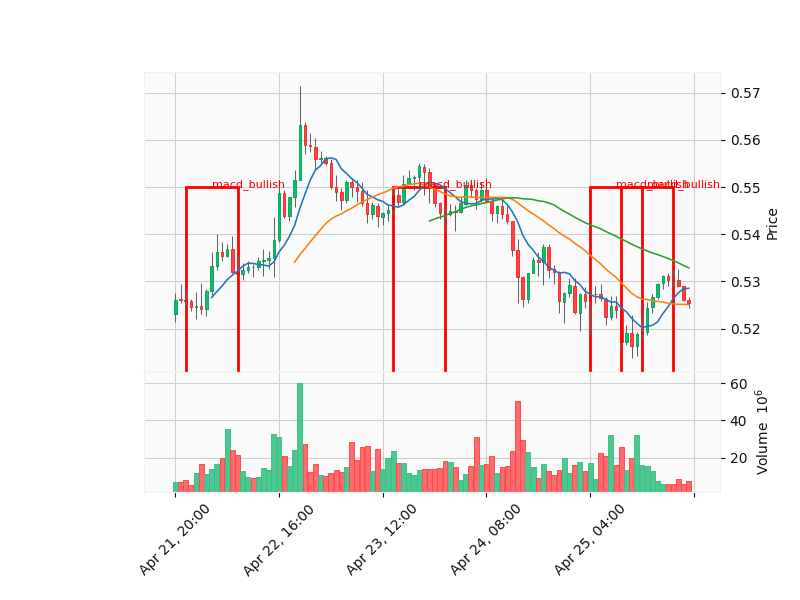 0.57
0.56
macd_bullish
macd_bullish
macd_bullish
macd_bullish
0.55
0.54
0.53
0.52
Price
60
40
20
Volume 10^6
Apr 21, 20:00
Apr 22, 16:00
Apr 23, 12:00
Apr 24, 08:00
Apr 25, 04:00